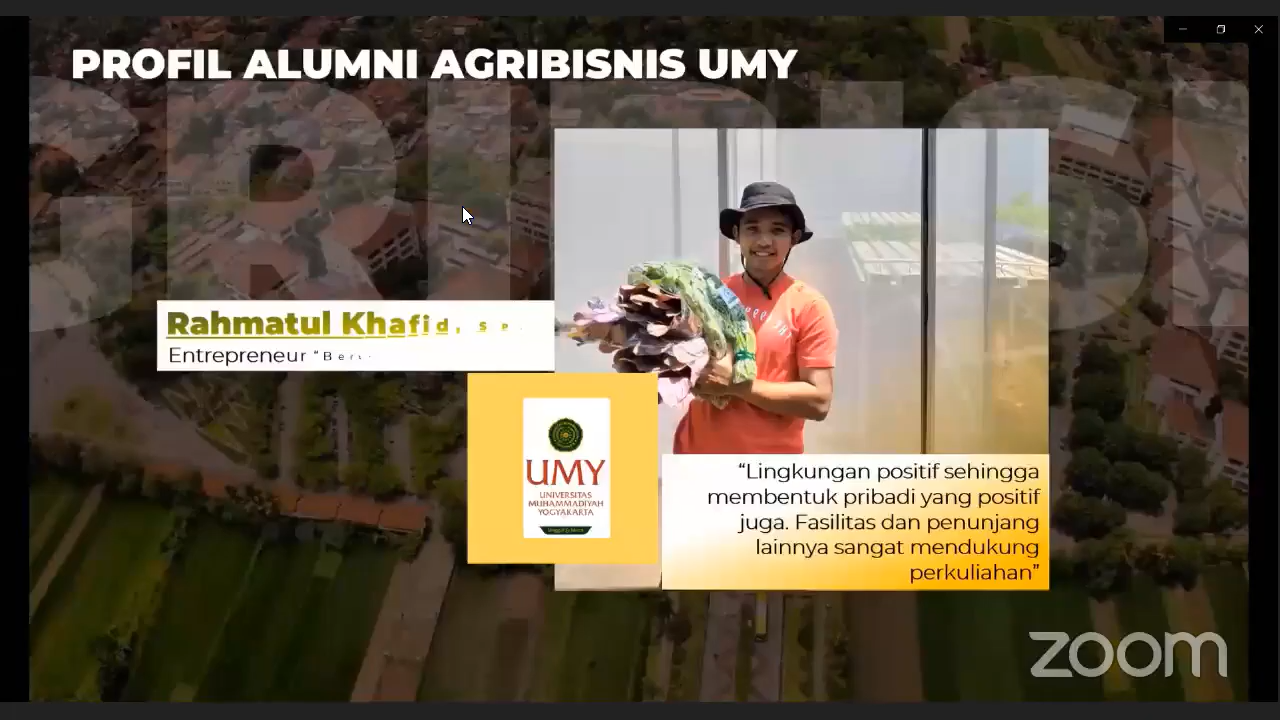 PROFIL ALUMNI AGRIBISNIS UMY
Rahmatul Khafid, S P.
Entrepreneur “Ber
UMY
UNIVERSITAS
MUHAMMADIYAH
YOGYAKARTA
“Lingkungan positif sehingga
membentuk pribadi yang positif
juga. Fasilitas dan penunjang
lainnya sangat mendukung
perkuliahan”
zoom